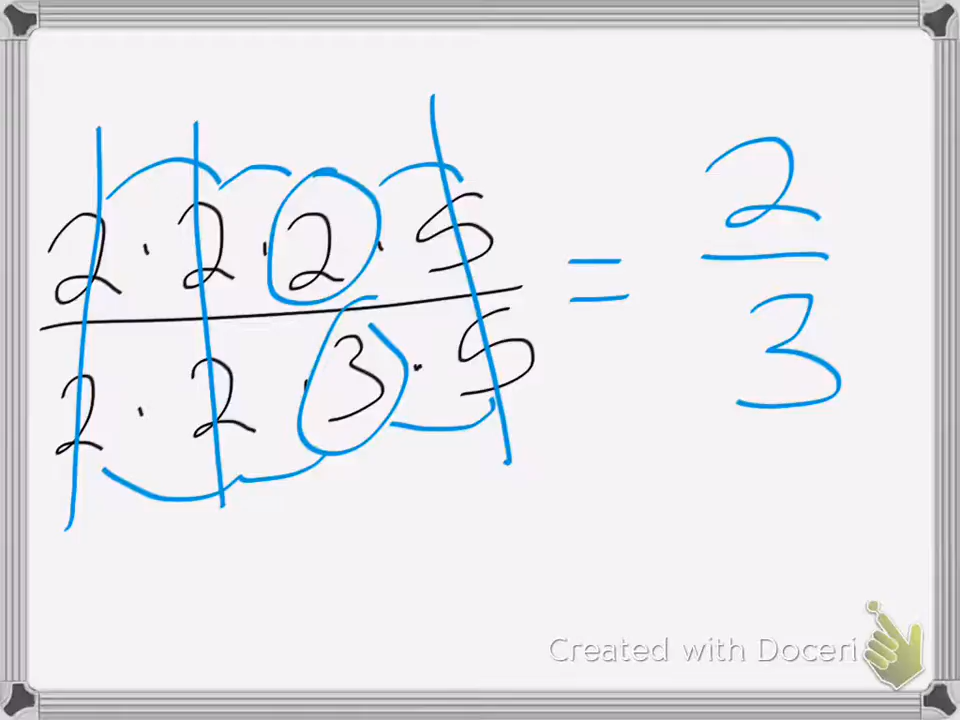 2 · 2 · 2 · 5
2 · 2 · 3 · 5
= 2
3
Created with Doceri